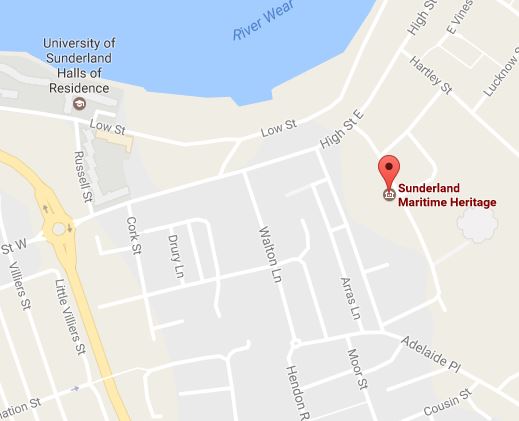 River Wear
High St
E Vines
Hartley St
Lucknow S
University of
Sunderland
Halls of
Residence
Low St
Low St
High St E
Russell St
Sunderland
Maritime Heritage
St W
Cork St
Drury Ln
Walton Ln
Arras Ln
Villiers St
Little Villiers St
Hendon R
Moor St
Adelaide Pl
ation St
Cousin St